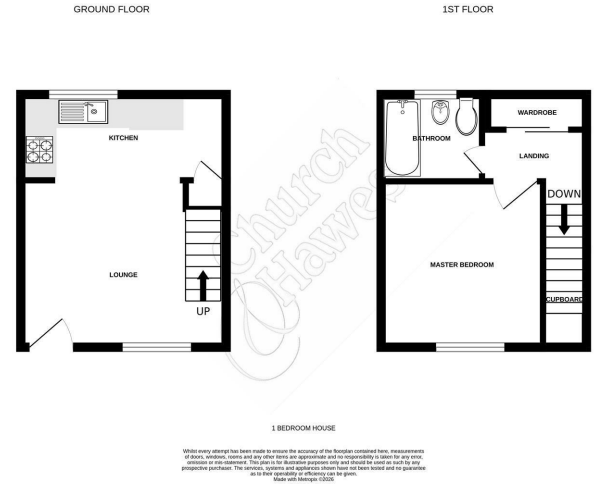 GROUND FLOOR
1ST FLOOR
KITCHEN
LOUNGE
UP
BATHROOM
WARDROBE
LANDING
DOWN
MASTER BEDROOM
CUPBOARD
Church
& Hawes
1 BEDROOM HOUSE
Whilst every attempt has been made to ensure the accuracy of the floorplan contained here, measurements
of doors, windows, rooms and any other items are approximate and no responsibility is taken for any error,
omission or mis-statement. This plan is for illustrative purposes only and should be used as such by any
prospective purchaser. The services, systems and appliances shown have not been tested and no guarantee
as to their operability or efficiency can be given.
Made with Metropix ©2026